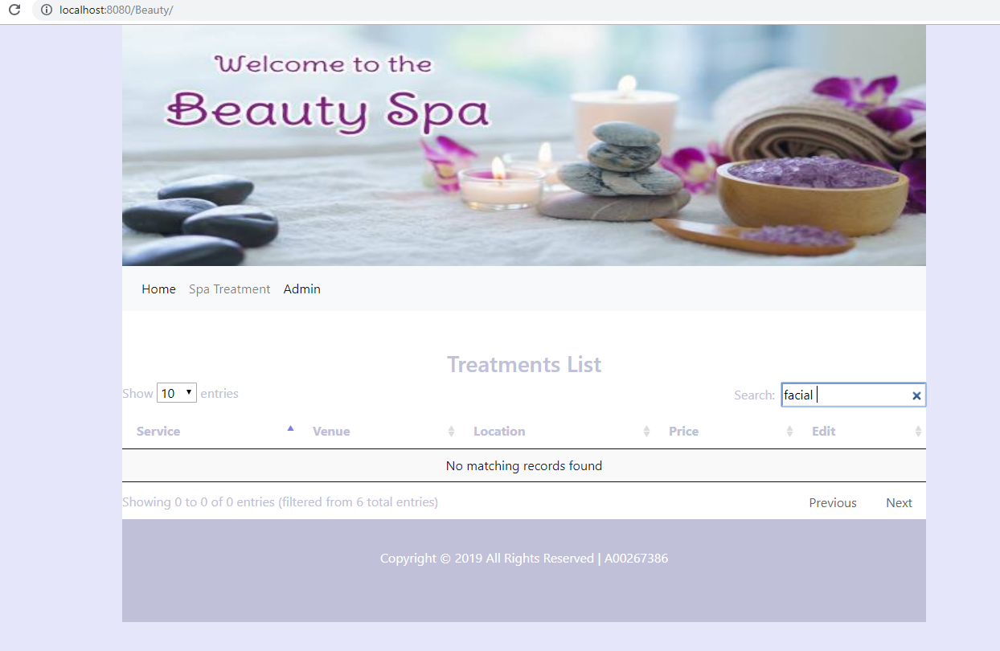 localhost:8080/Beauty/
Welcome to the
Beauty Spa
Home Spa Treatment Admin
Treatments List
Show 10 entries Search: facial
Service Venue Location Price Edit
No matching records found
Showing 0 to 0 of 0 entries (filtered from 6 total entries) Previous Next
Copyright © 2019 All Rights Reserved | A00267386